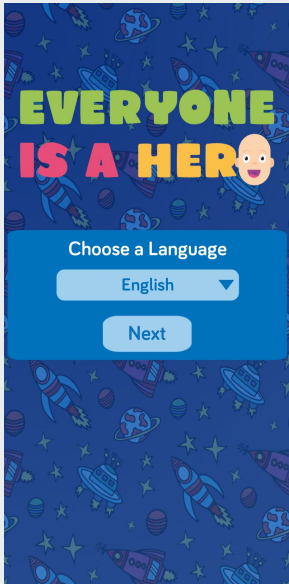 EVERYONE
IS A HERO
Choose a Language
English
Next